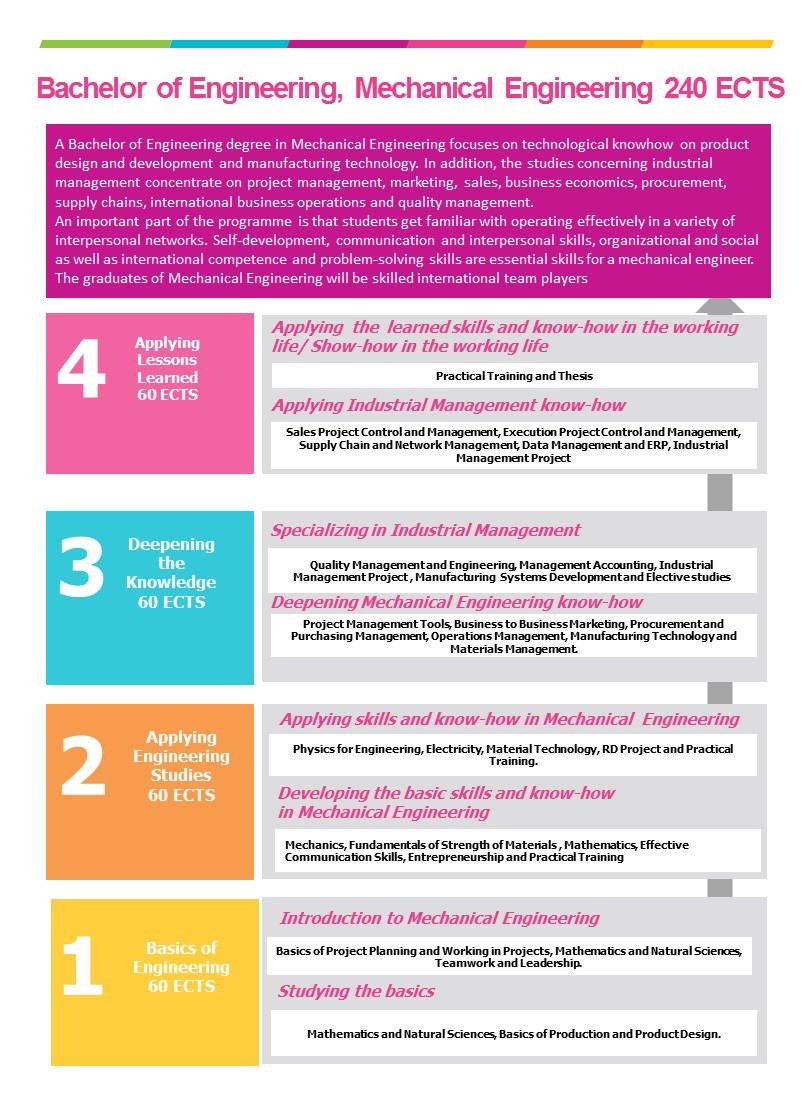 Bachelor of Engineering, Mechanical Engineering 240 ECTS
A Bachelor of Engineering degree in Mechanical Engineering focuses on technological knowhow on product
design and development and manufacturing technology. In addition, the studies concerning industrial
management concentrate on project management, marketing, sales, business economics, procurement,
supply chains, international business operations and quality management.
An important part of the programme is that students get familiar with operating effectively in a variety of
interpersonal networks. Self-development, communication and interpersonal skills, organizational and social
as well as international competence and problem-solving skills are essential skills for a mechanical engineer.
The graduates of Mechanical Engineering will be skilled international team players
4
Applying
Lessons
Learned
60 ECTS
Applying the learned skills and know-how in the working
life/ Show-how in the working life
Practical Training and Thesis
Applying Industrial Management know-how
Sales Project Control and Management, Execution Project Control and Management,
Supply Chain and Network Management, Data Management and ERP, Industrial
Management Project
3
Deepening
the
Knowledge
60 ECTS
Specializing in Industrial Management
Quality Management and Engineering, Management Accounting, Industrial
Management Project , Manufacturing Systems Development and Elective studies
Deepening Mechanical Engineering know-how
Project Management Tools, Business to Business Marketing, Procurement and
Purchasing Management, Operations Management, Manufacturing Technology and
Materials Management.
2
Applying
Engineering
Studies
60 ECTS
Applying skills and know-how in Mechanical Engineering
Physics for Engineering, Electricity, Material Technology, RD Project and Practical
Training.
Developing the basic skills and know-how
in Mechanical Engineering
Mechanics, Fundamentals of Strength of Materials , Mathematics, Effective
Communication Skills, Entrepreneurship and Practical Training
1
Basics of
Engineering
60 ECTS
Introduction to Mechanical Engineering
Basics of Project Planning and Working in Projects, Mathematics and Natural Sciences,
Teamwork and Leadership.
Studying the basics
Mathematics and Natural Sciences, Basics of Production and Product Design.